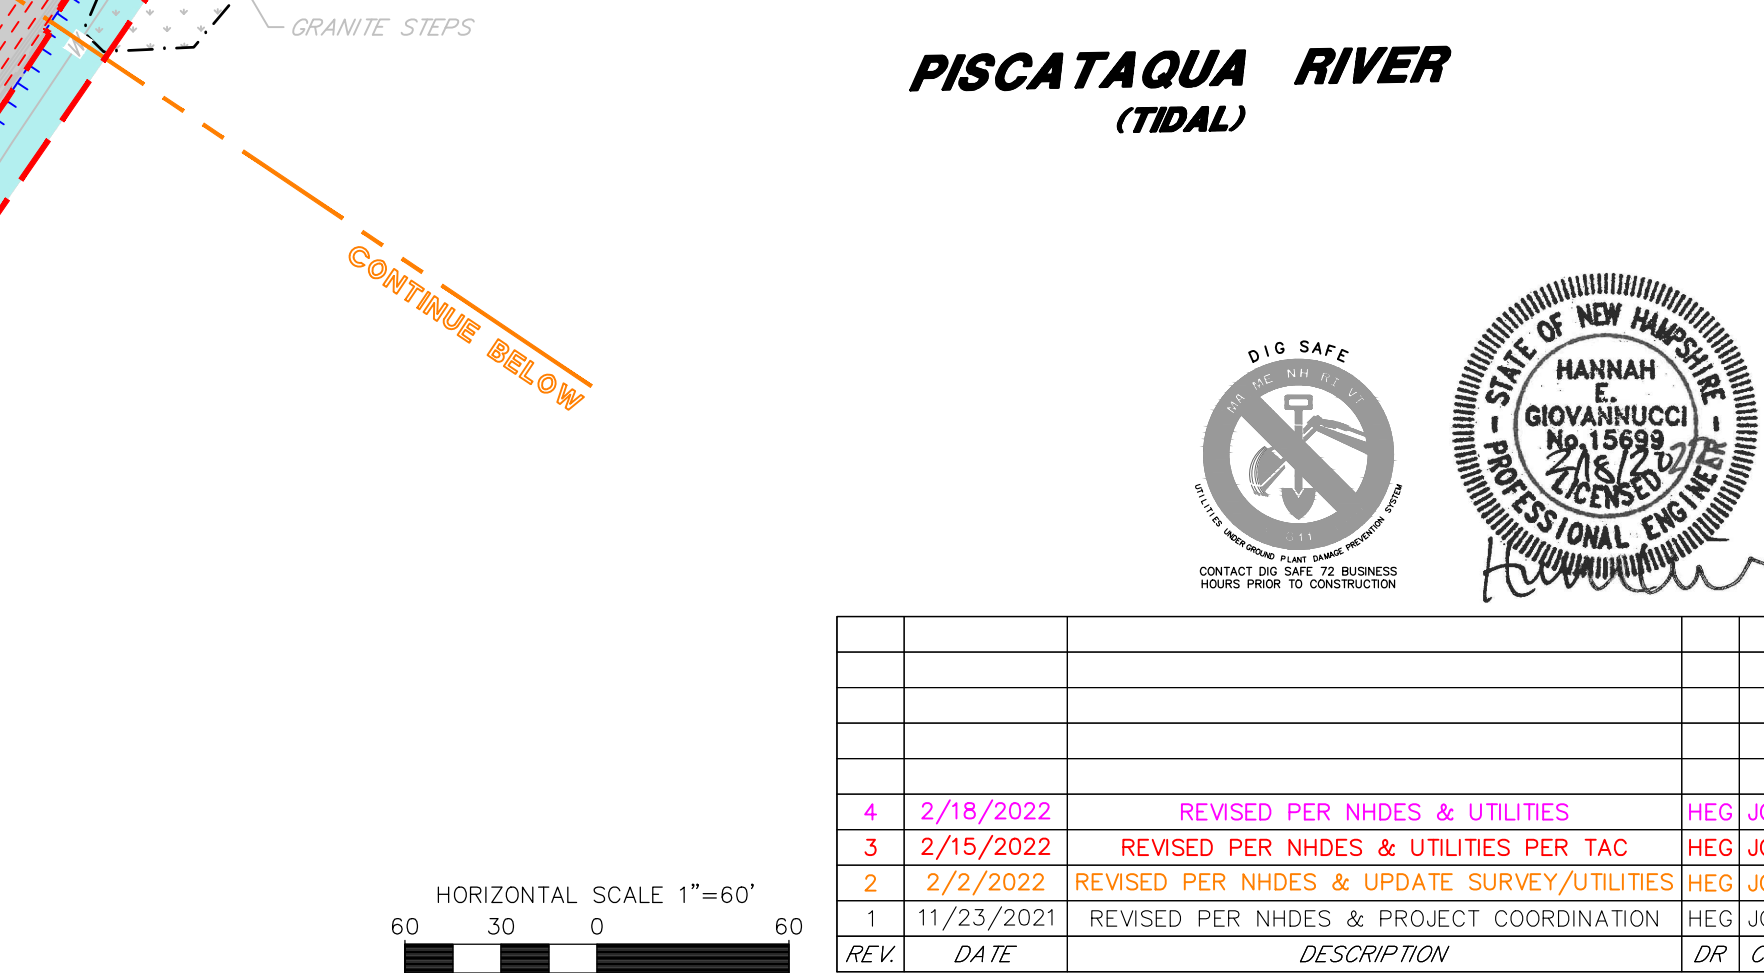 GRANITE STEPS
W
PISCATAQUA RIVER
(TIDAL)
CONTINUE BELOW
DIG SAFE
MA ME NH RI VT
811
UTILITIES UNDERGROUND PLANT DAMAGE PREVENTION SYSTEM
CONTACT DIG SAFE 72 BUSINESS
HOURS PRIOR TO CONSTRUCTION
STATE OF NEW HAMPSHIRE
HANNAH
E.
GIOVANNUCCI
No. 15699
2/18/2022
LICENSED
PROFESSIONAL ENGINEER
4 2/18/2022 REVISED PER NHDES & UTILITIES HEG
3 2/15/2022 REVISED PER NHDES & UTILITIES PER TAC HEG
2 2/2/2022 REVISED PER NHDES & UPDATE SURVEY/UTILITIES HEG
1 11/23/2021 REVISED PER NHDES & PROJECT COORDINATION HEG
REV. DATE DESCRIPTION DR
HORIZONTAL SCALE 1"=60'
60 30 0 60